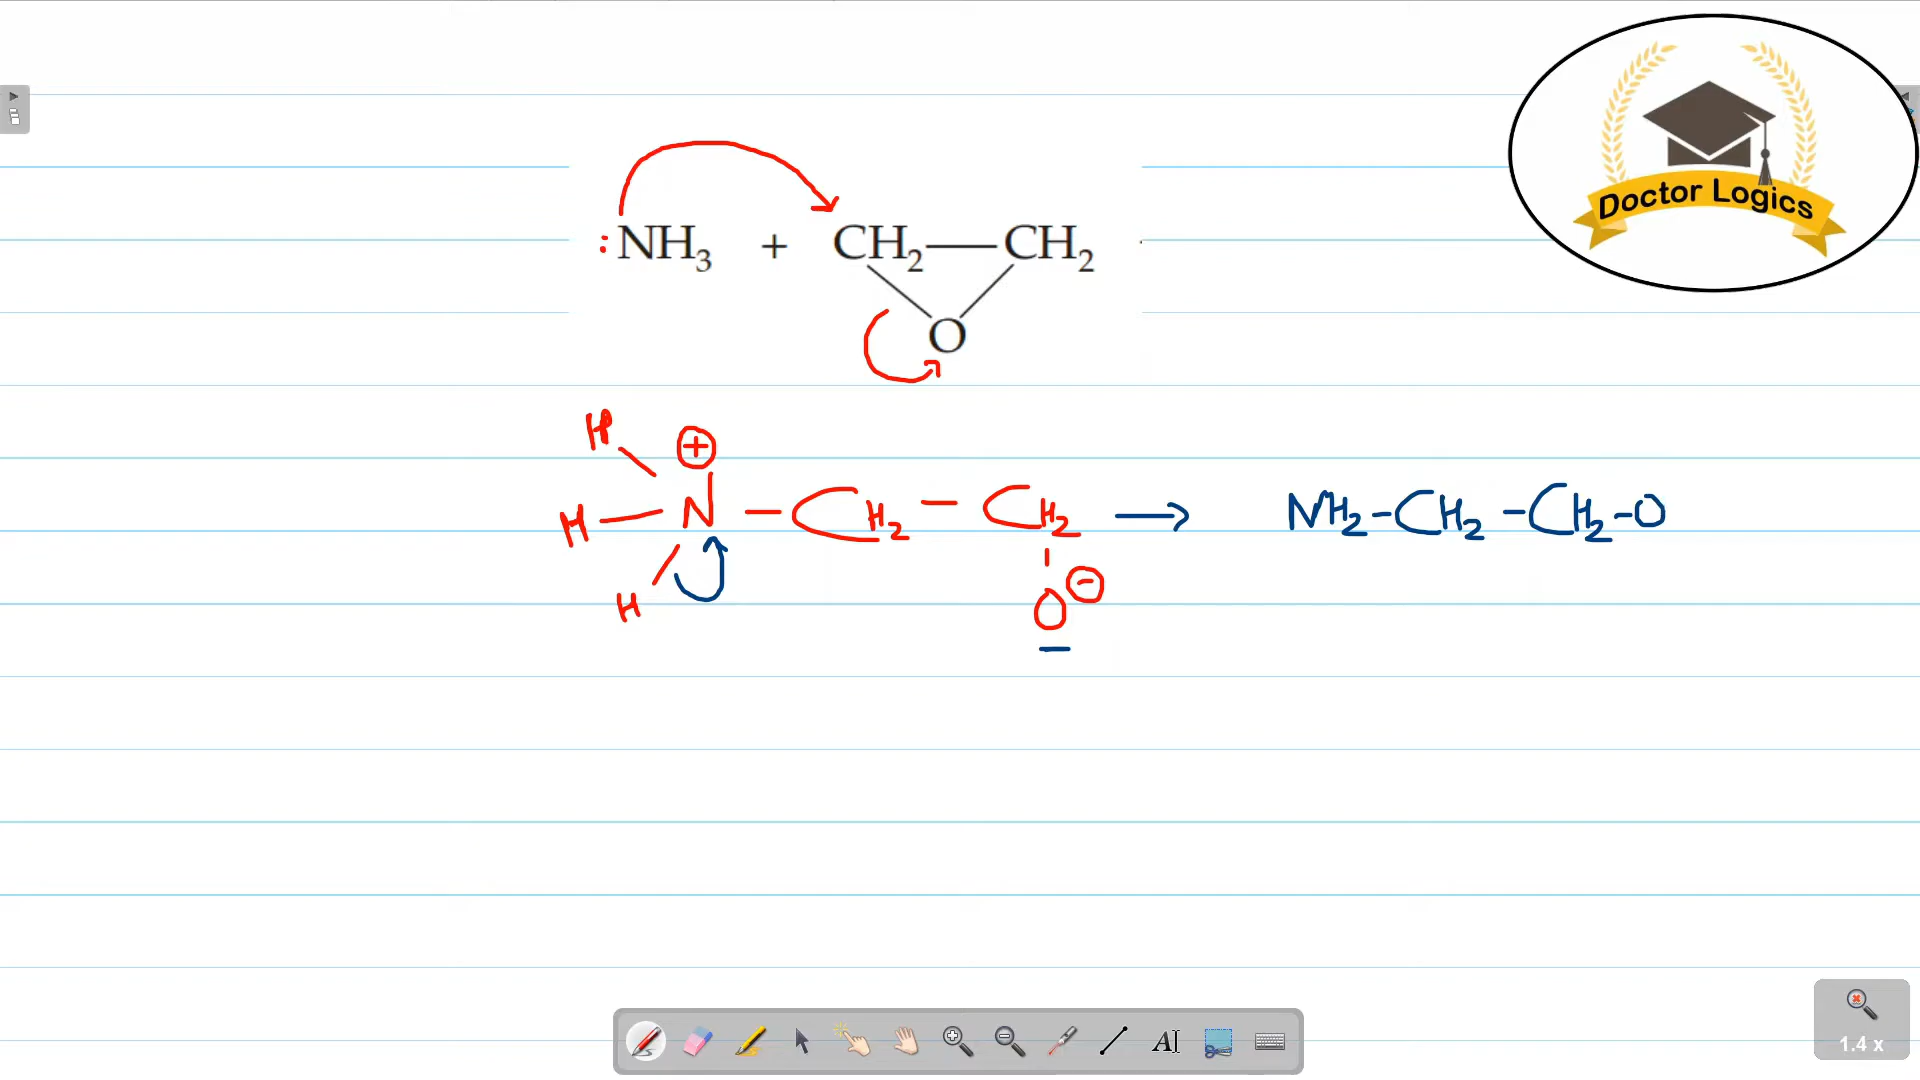 Doctor Logics
:NH₃ + CH₂—CH₂
O
H ⊕
H — N — CH₂ — CH₂ → NH₂-CH₂-CH₂-O
H O ⊖
1.4 x